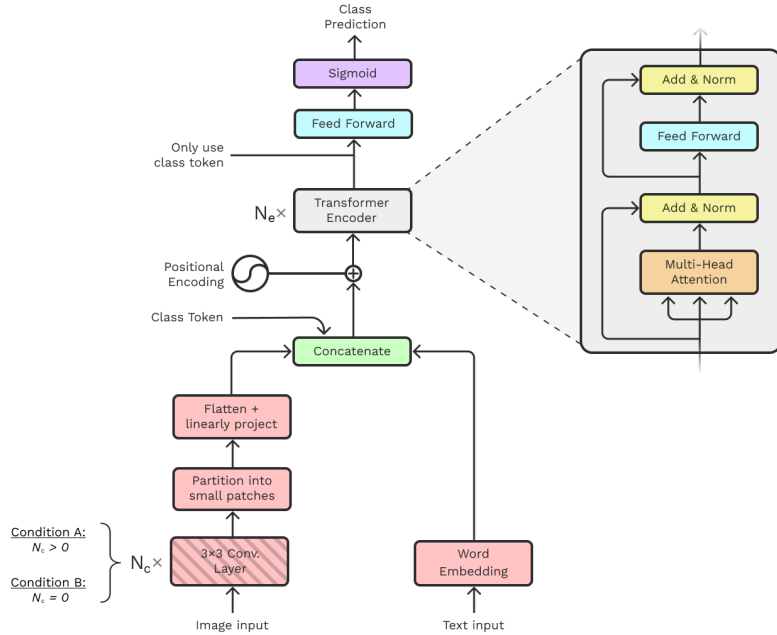 Class
Prediction
Sigmoid
Feed Forward
Only use
class token
Nₑ×
Transformer
Encoder
Positional
Encoding
Class Token
Concatenate
Flatten +
linearly project
Partition into
small patches
Condition A:
N꜀ > 0
Condition B:
N꜀ = 0
N꜀×
3×3 Conv.
Layer
Word
Embedding
Image input
Text input
Add & Norm
Feed Forward
Add & Norm
Multi-Head
Attention